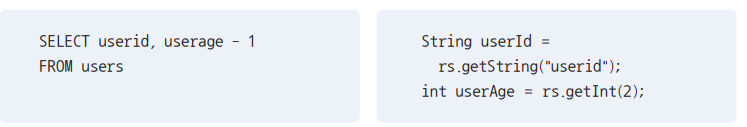 SELECT userid, userage - 1
FROM users
String userId =
rs.getString("userid");
int userAge = rs.getInt(2);